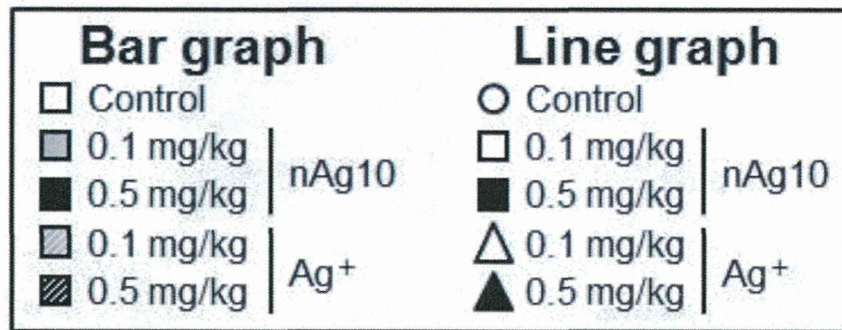 Bar graph
Control
0.1 mg/kg
0.5 mg/kg
nAg10
0.1 mg/kg
0.5 mg/kg
Ag⁺
Line graph
Control
0.1 mg/kg
0.5 mg/kg
nAg10
0.1 mg/kg
0.5 mg/kg
Ag⁺